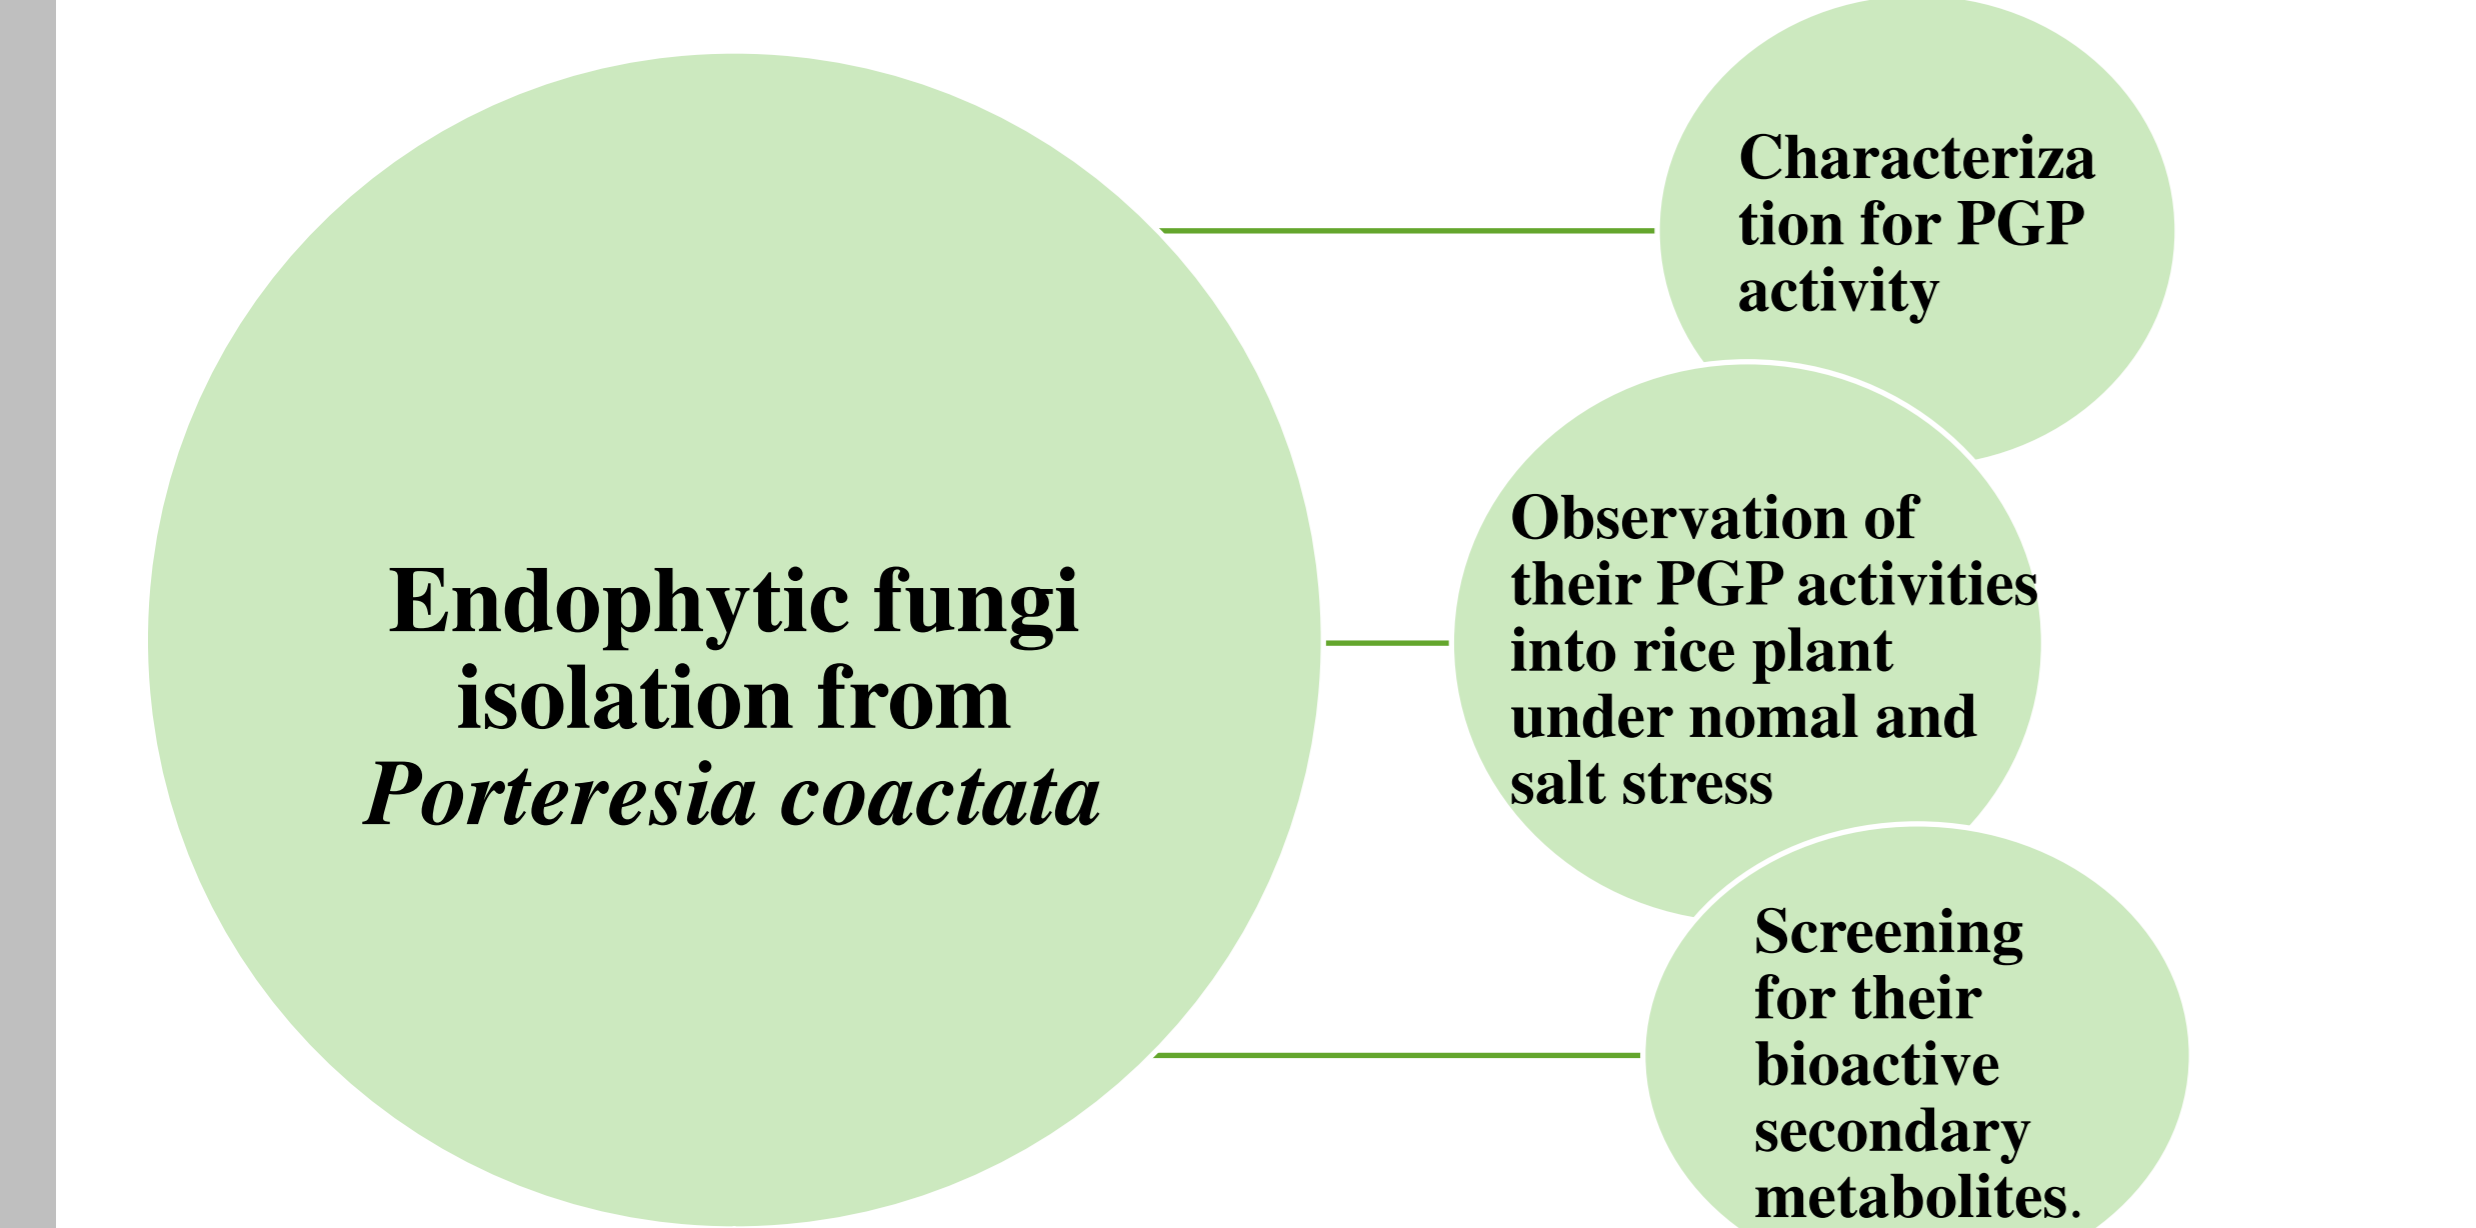 Endophytic fungi
isolation from
Porteresia coactata
Characteriza
tion for PGP
activity
Observation of
their PGP activities
into rice plant
under nomal and
salt stress
Screening
for their
bioactive
secondary
metabolites.